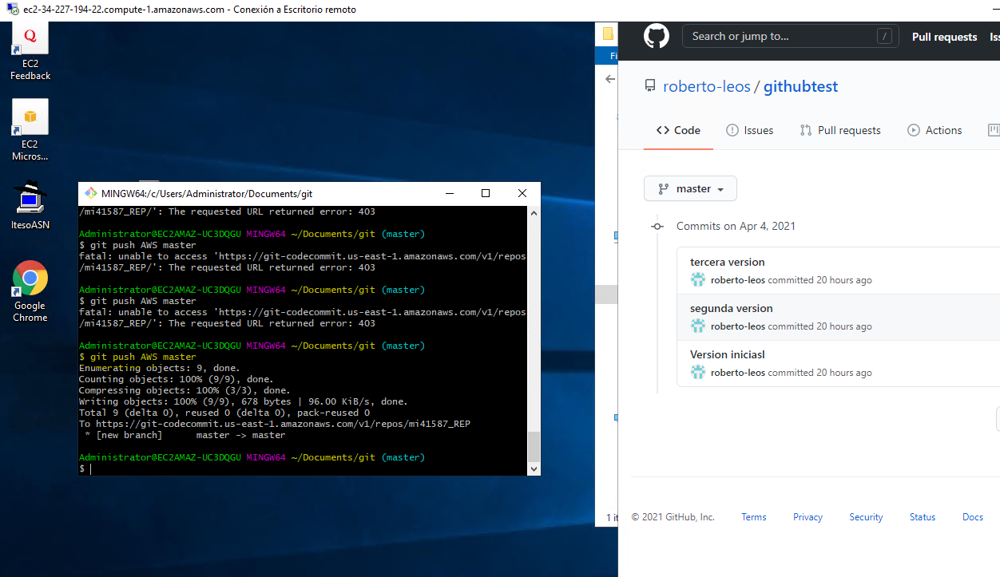 ec2-34-227-194-22.compute-1.amazonaws.com - Conexión a Escritorio remoto
EC2
Feedback
EC2
Micros...
ItesoASN
Google
Chrome
MINGW64:/c/Users/Administrator/Documents/git
/mi41587_REP/': The requested URL returned error: 403
Administrator@EC2AMAZ-UC3DQGU MINGW64 ~/Documents/git (master)
$ git push AWS master
fatal: unable to access 'https://git-codecommit.us-east-1.amazonaws.com/v1/repos
/mi41587_REP/': The requested URL returned error: 403
Administrator@EC2AMAZ-UC3DQGU MINGW64 ~/Documents/git (master)
$ git push AWS master
fatal: unable to access 'https://git-codecommit.us-east-1.amazonaws.com/v1/repos
/mi41587_REP/': The requested URL returned error: 403
Administrator@EC2AMAZ-UC3DQGU MINGW64 ~/Documents/git (master)
$ git push AWS master
Enumerating objects: 9, done.
Counting objects: 100% (9/9), done.
Compressing objects: 100% (3/3), done.
Writing objects: 100% (9/9), 678 bytes | 96.00 KiB/s, done.
Total 9 (delta 0), reused 0 (delta 0), pack-reused 0
To https://git-codecommit.us-east-1.amazonaws.com/v1/repos/mi41587_REP
 * [new branch]      master -> master
Administrator@EC2AMAZ-UC3DQGU MINGW64 ~/Documents/git (master)
$
Fi
1 it
Search or jump to...
/
Pull requests
Iss
roberto-leos / githubtest
Code
Issues
Pull requests
Actions
master
Commits on Apr 4, 2021
tercera version
roberto-leos committed 20 hours ago
segunda version
roberto-leos committed 20 hours ago
Version iniciasl
roberto-leos committed 20 hours ago
© 2021 GitHub, Inc.
Terms
Privacy
Security
Status
Docs